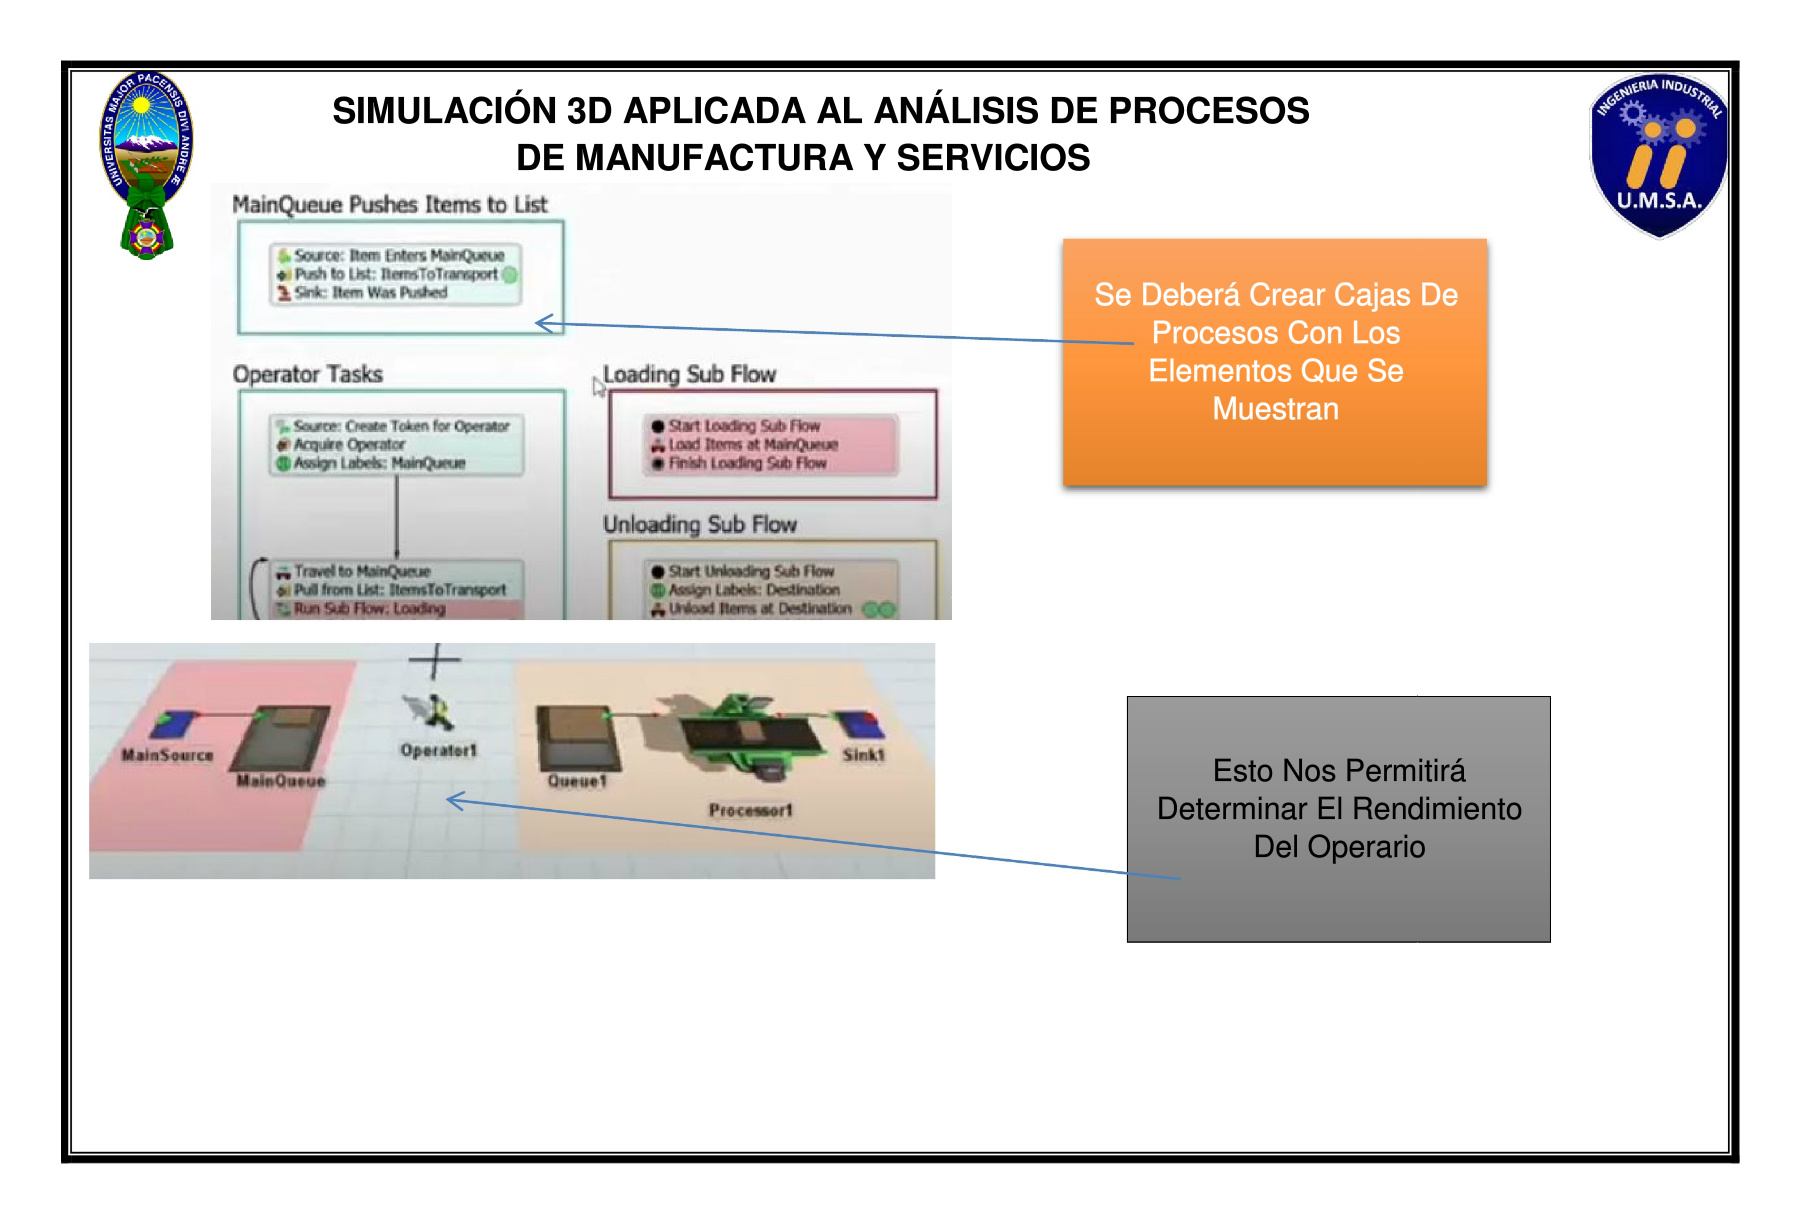 UNIVERSITAS MAJOR PACENSIS DIVI ANDRE Æ
SIMULACIÓN 3D APLICADA AL ANÁLISIS DE PROCESOS
DE MANUFACTURA Y SERVICIOS
INGENIERIA INDUSTRIAL
U.M.S.A.
MainQueue Pushes Items to List
Source: Item Enters MainQueue
Push to List: ItemsToTransport
Sink: Item Was Pushed
Se Deberá Crear Cajas De
Procesos Con Los
Elementos Que Se
Muestran
Operator Tasks
Source: Create Token for Operator
Acquire Operator
Assign Labels: MainQueue
Travel to MainQueue
Pull from List: ItemsToTransport
Run Sub Flow: Loading
Loading Sub Flow
Start Loading Sub Flow
Load Items at MainQueue
Finish Loading Sub Flow
Unloading Sub Flow
Start Unloading Sub Flow
Assign Labels: Destination
Unload Items at Destination
MainSource
MainQueue
Operator1
Queue1
Processor1
Sink1
Esto Nos Permitirá
Determinar El Rendimiento
Del Operario